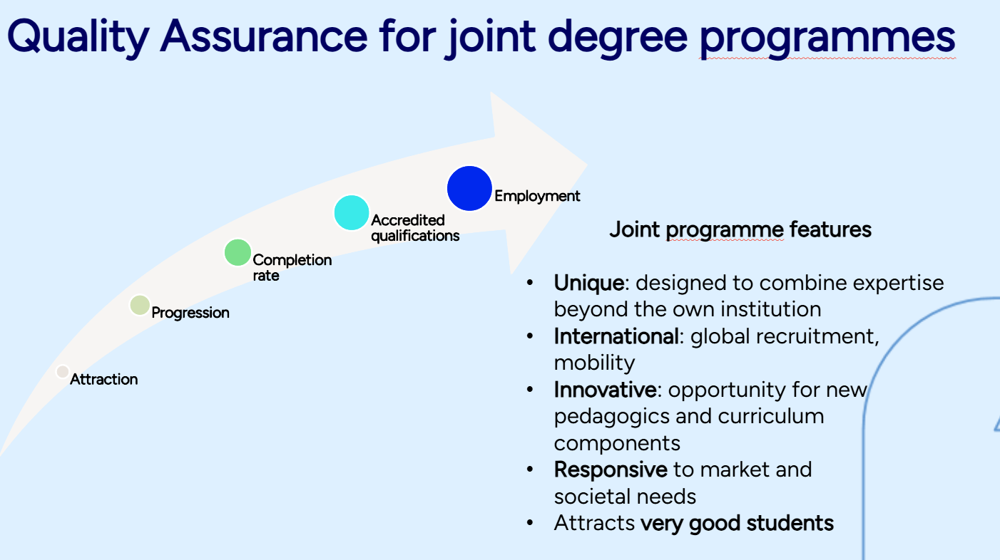 Quality Assurance for joint degree programmes
Employment
Accredited
qualifications
Completion
rate
Progression
Attraction
Joint programme features
• Unique: designed to combine expertise
beyond the own institution
• International: global recruitment,
mobility
• Innovative: opportunity for new
pedagogics and curriculum
components
• Responsive to market and
societal needs
• Attracts very good students